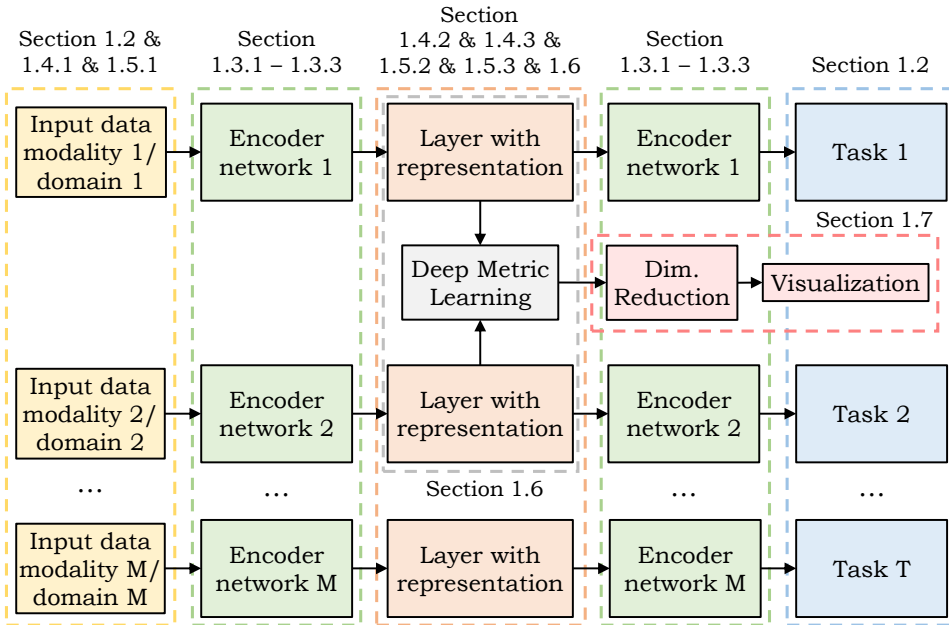 Section 1.2 &
1.4.1 & 1.5.1
Section
1.3.1 – 1.3.3
Section
1.4.2 & 1.4.3 &
1.5.2 & 1.5.3 & 1.6
Section
1.3.1 – 1.3.3
Section 1.2
Input data
modality 1/
domain 1
Encoder
network 1
Layer with
representation
Encoder
network 1
Task 1
Section 1.7
Deep Metric
Learning
Dim.
Reduction
Visualization
Input data
modality 2/
domain 2
Encoder
network 2
Layer with
representation
Encoder
network 2
Task 2
...
...
Section 1.6
...
...
Input data
modality M/
domain M
Encoder
network M
Layer with
representation
Encoder
network M
Task T